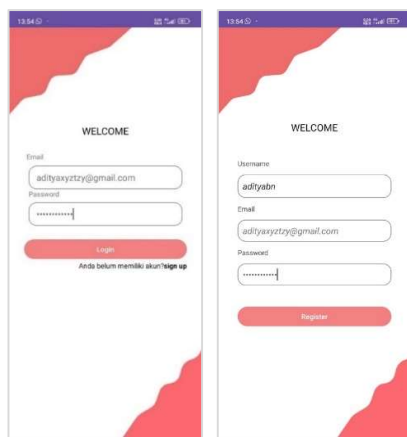 13:54
WELCOME
Email
adityaxyztzy@gmail.com
Password
••••••••••••
Login
Anda belum memiliki akun?sign up
13:54
WELCOME
Username
adityabn
Email
adityaxyztzy@gmail.com
Password
••••••••••••
Register